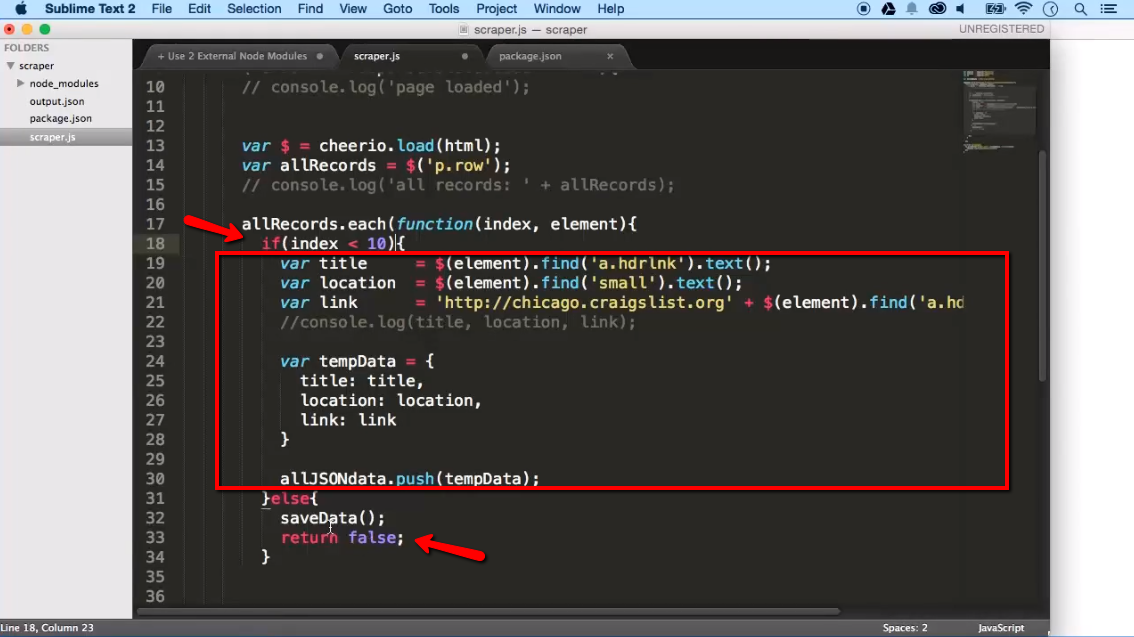 Sublime Text 2 File Edit Selection Find View Goto Tools Project Window Help
scraper.js — scraper UNREGISTERED
FOLDERS
scraper
node_modules
output.json
package.json
scraper.js
+ Use 2 External Node Modules scraper.js package.json
10 // console.log('page loaded');
11
12
13 var $ = cheerio.load(html);
14 var allRecords = $('p.row');
15 // console.log('all records: ' + allRecords);
16
17 allRecords.each(function(index, element){
18 if(index < 10){
19 var title = $(element).find('a.hdrlnk').text();
20 var location = $(element).find('small').text();
21 var link = 'http://chicago.craigslist.org' + $(element).find('a.hd
22 //console.log(title, location, link);
23
24 var tempData = {
25 title: title,
26 location: location,
27 link: link
28 }
29
30 allJSONdata.push(tempData);
31 }else{
32 saveData();
33 return false;
34 }
35
36
Line 18, Column 23 Spaces: 2 JavaScript